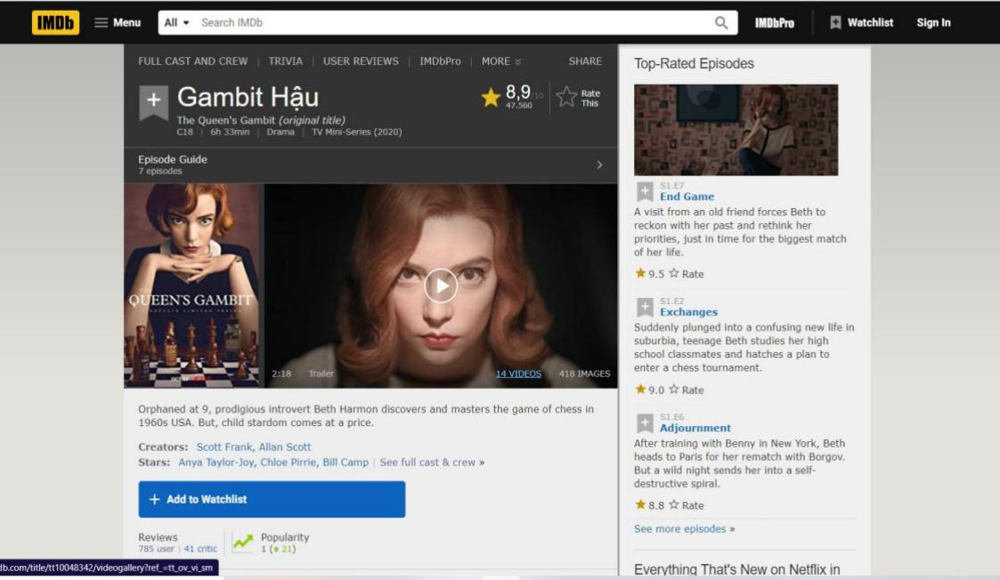 IMDb
Menu
All
Search IMDb
IMDbPro
Watchlist
Sign In
FULL CAST AND CREW | TRIVIA | USER REVIEWS | IMDbPro | MORE
SHARE
Gambit Hậu
The Queen's Gambit (original title)
C18 | 6h 33min | Drama | TV Mini-Series (2020)
8,9/10
47.560
Rate
This
Episode Guide
7 episodes
QUEEN'S GAMBIT
2:18 | Trailer
14 VIDEOS | 418 IMAGES
Orphaned at 9, prodigious introvert Beth Harmon discovers and masters the game of chess in
1960s USA. But, child stardom comes at a price.
Creators: Scott Frank, Allan Scott
Stars: Anya Taylor-Joy, Chloe Pirrie, Bill Camp | See full cast & crew »
+ Add to Watchlist
Reviews
785 user | 41 critic
Popularity
1 (21)
db.com/title/tt10048342/videogallery?ref_=tt_ov_vi_sm
Top-Rated Episodes
S1.E7
End Game
A visit from an old friend forces Beth to
reckon with her past and rethink her
priorities, just in time for the biggest match
of her life.
9.5 Rate
S1.E2
Exchanges
Suddenly plunged into a confusing new life in
suburbia, teenage Beth studies her high
school classmates and hatches a plan to
enter a chess tournament.
9.0 Rate
S1.E6
Adjournment
After training with Benny in New York, Beth
heads to Paris for her rematch with Borgov.
But a wild night sends her into a self-
destructive spiral.
8.8 Rate
See more episodes »
Everything That's New on Netflix in